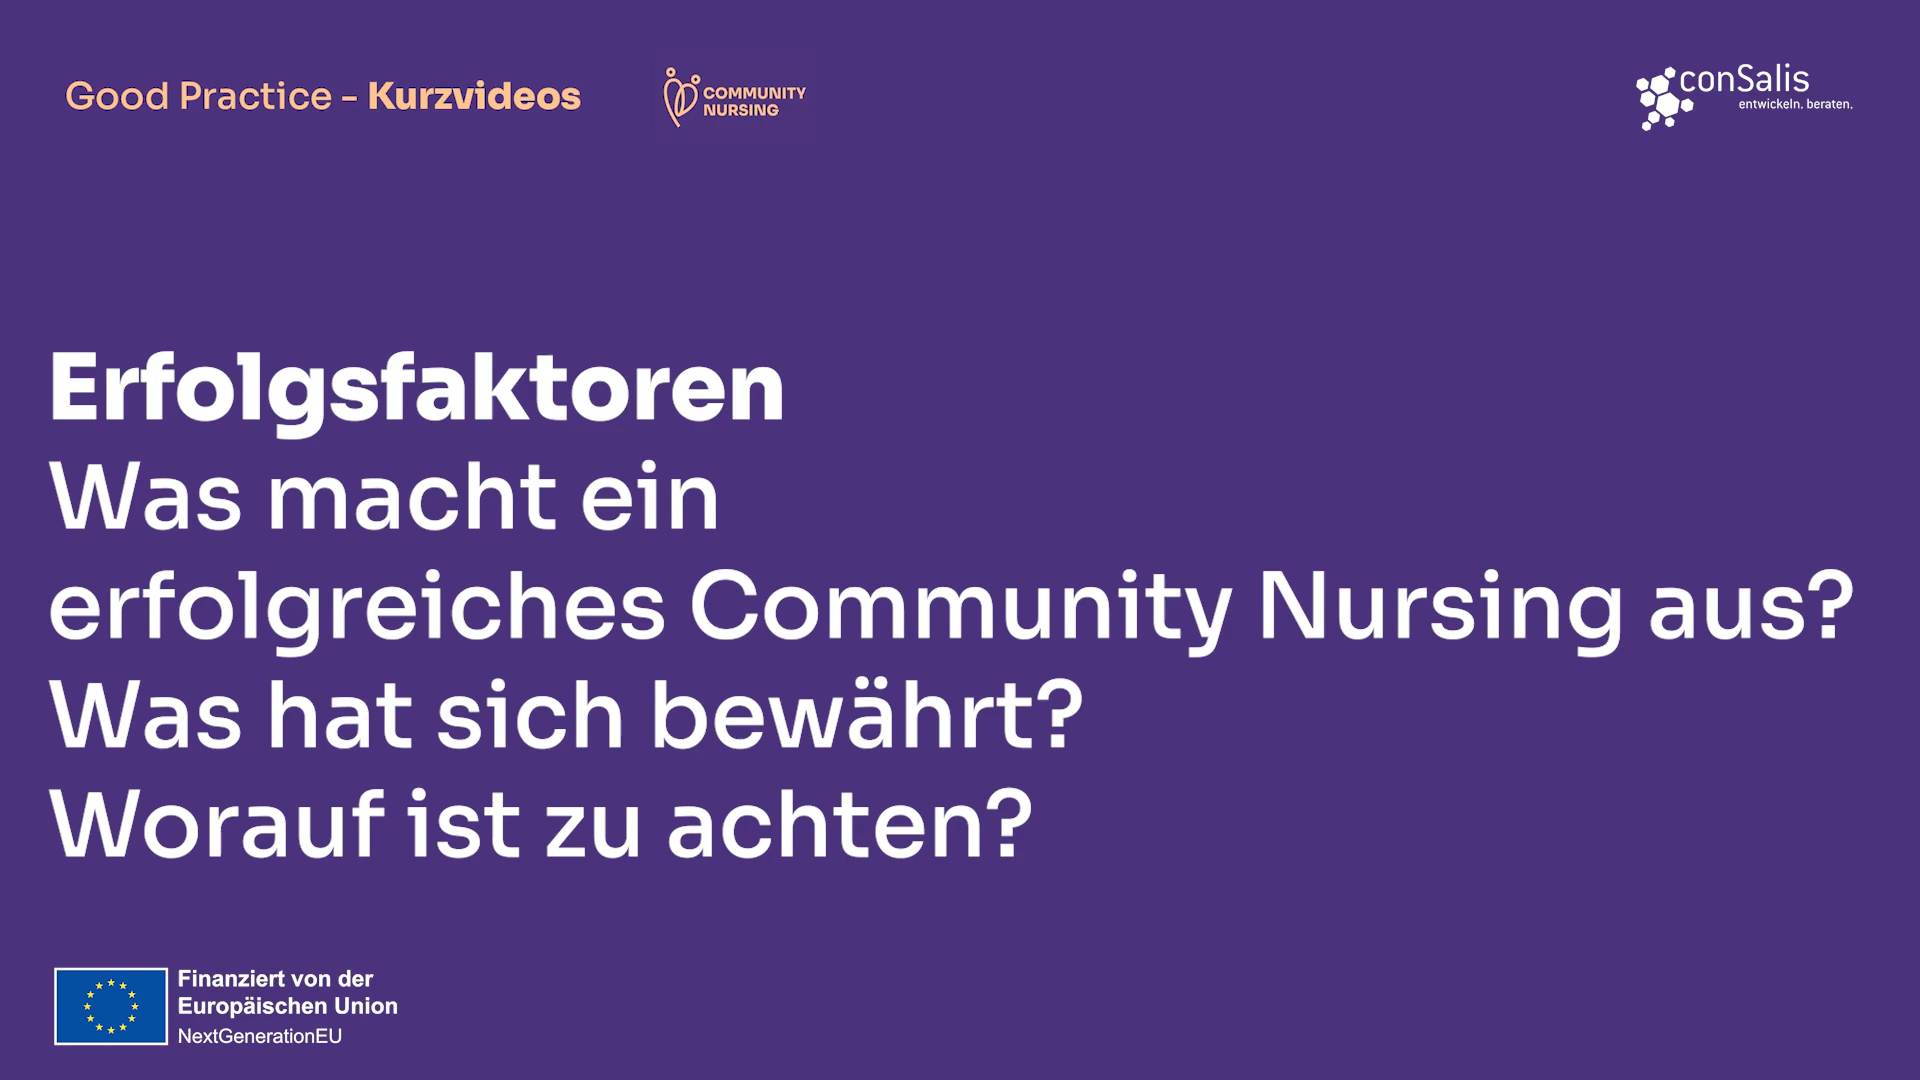 Good Practice - Kurzvideos
COMMUNITY
NURSING
conSalis
entwickeln. beraten.
Erfolgsfaktoren
Was macht ein
erfolgreiches Community Nursing aus?
Was hat sich bewährt?
Worauf ist zu achten?
Finanziert von der
Europäischen Union
NextGenerationEU